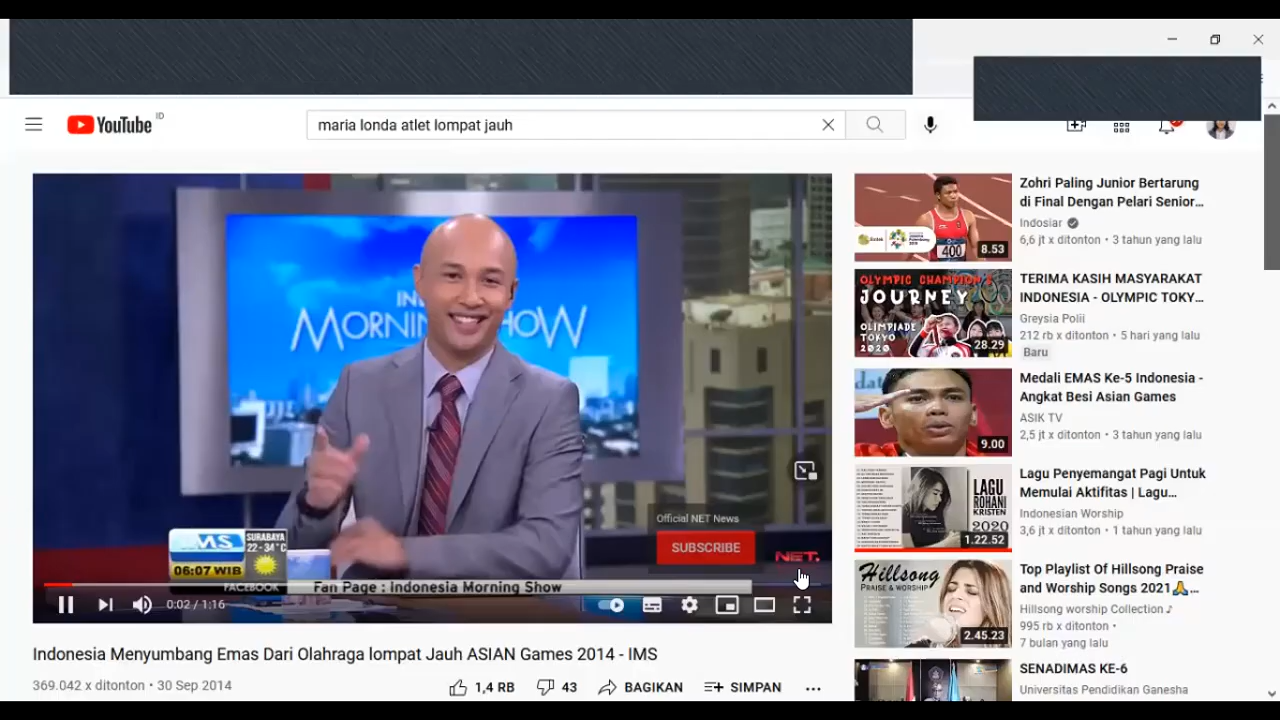 YouTube ID
maria londa atlet lompat jauh
IN
MORNIN SHOW
Official NET News
SUBSCRIBE
NET.
IMS
SURABAYA
22-34°C
06:07 WIB
FACEBOOK
Fan Page : Indonesia Morning Show
0:02 / 1:16
Indonesia Menyumbang Emas Dari Olahraga lompat Jauh ASIAN Games 2014 - IMS
369.042 x ditonton • 30 Sep 2014
1,4 RB
43
BAGIKAN
SIMPAN
400
8.53
Zohri Paling Junior Bertarung
di Final Dengan Pelari Senior...
Indosiar
6,6 jt x ditonton • 3 tahun yang lalu
OLYMPIC CHAMPION'S
JOURNEY
OLIMPIADE
TOKYO
2020
28.29
TERIMA KASIH MASYARAKAT
INDONESIA - OLYMPIC TOKY...
Greysia Polii
212 rb x ditonton • 5 hari yang lalu
Baru
9.00
Medali EMAS Ke-5 Indonesia -
Angkat Besi Asian Games
ASIK TV
2,5 jt x ditonton • 3 tahun yang lalu
LAGU
ROHANI
KRISTEN
2020
1.22.52
Lagu Penyemangat Pagi Untuk
Memulai Aktifitas | Lagu...
Indonesian Worship
3,6 jt x ditonton • 1 tahun yang lalu
Hillsong
PRAISE & WORSHIP
2.45.23
Top Playlist Of Hillsong Praise
and Worship Songs 2021🙏...
Hillsong worship Collection♪
995 rb x ditonton •
7 bulan yang lalu
SENADIMAS KE-6
Universitas Pendidikan Ganesha